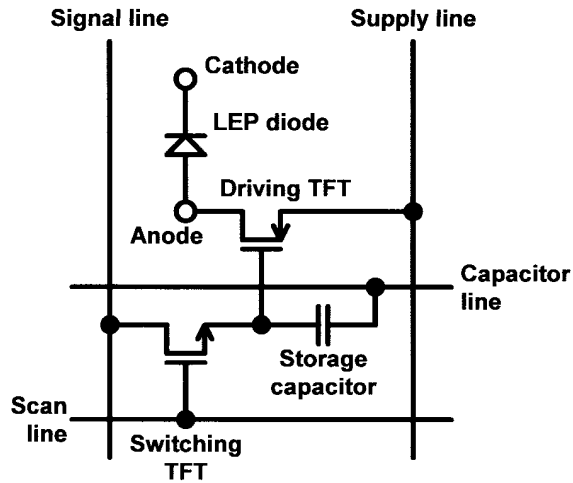 Signal line
Supply line
Cathode
LEP diode
Driving TFT
Anode
Capacitor
line
Storage
capacitor
Scan
line
Switching
TFT